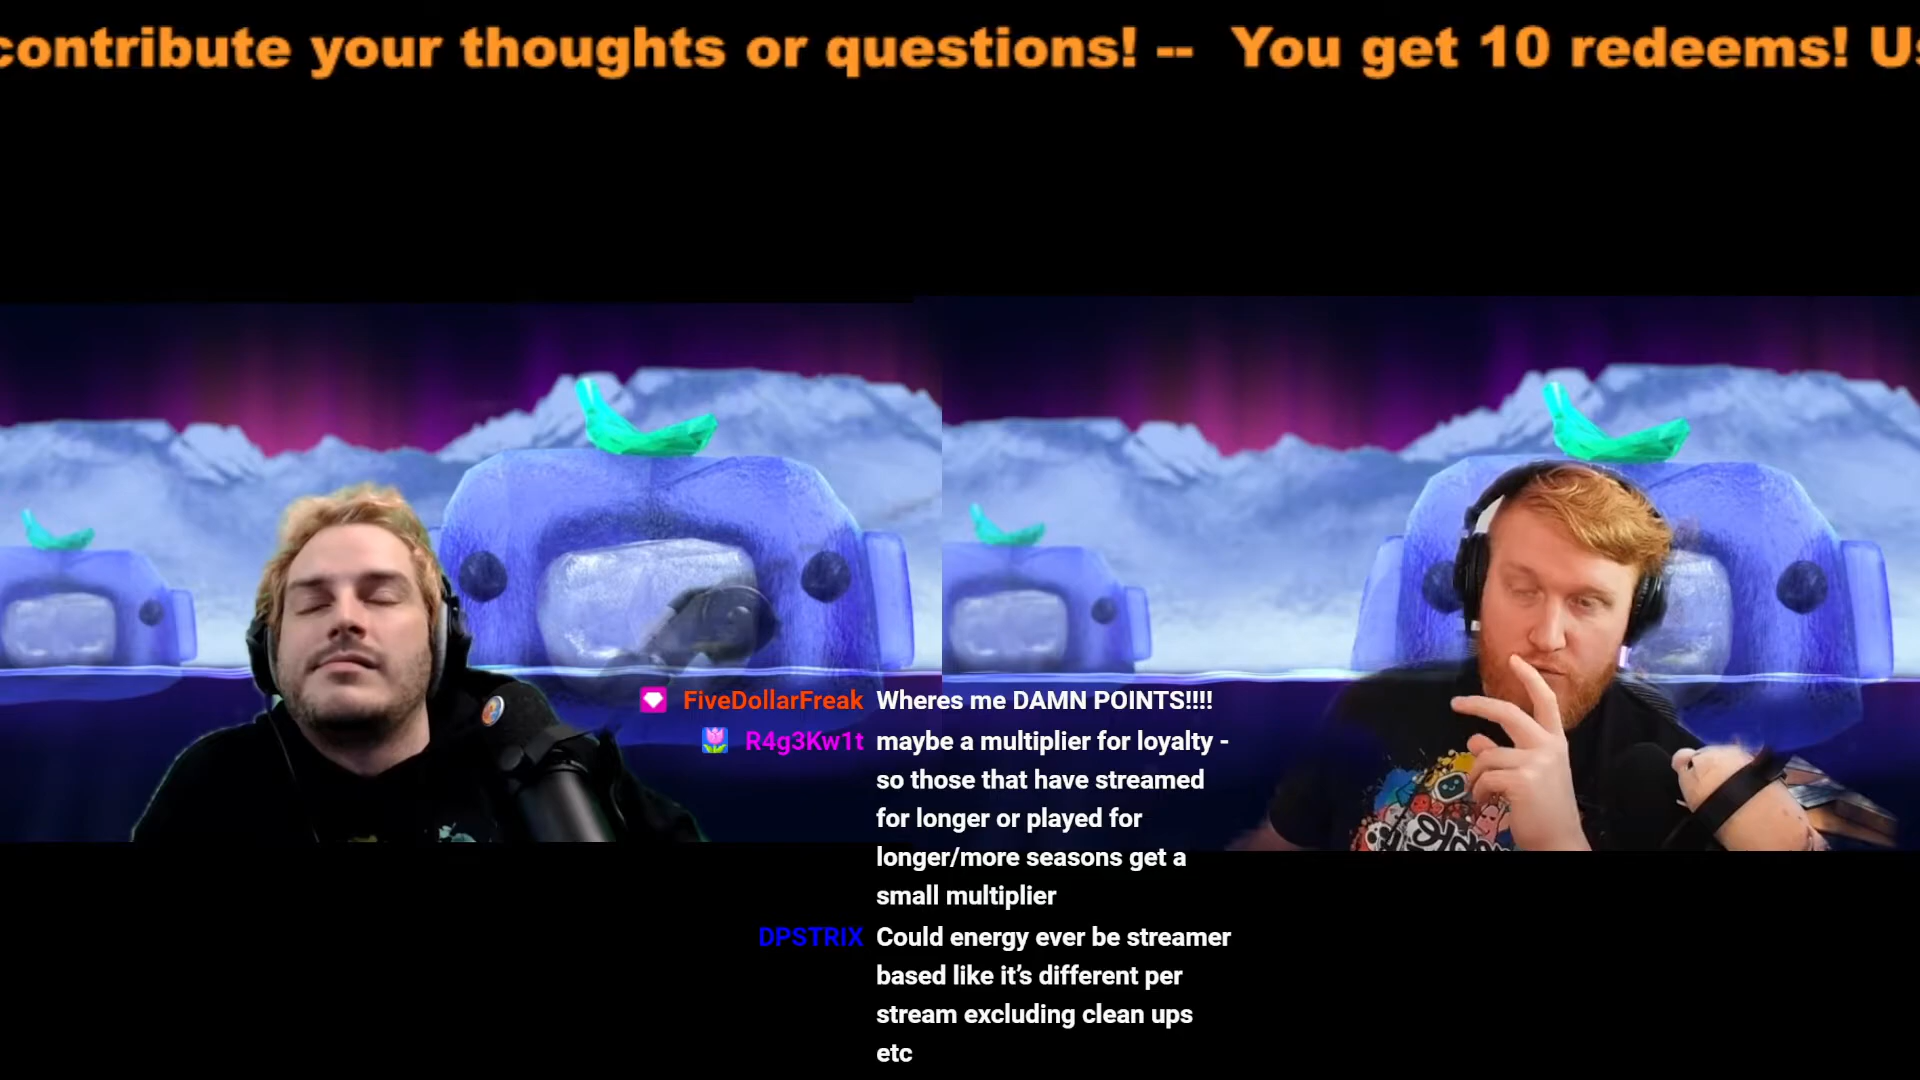 contribute your thoughts or questions! -- You get 10 redeems!
FiveDollarFreak Wheres me DAMN POINTS!!!!
R4g3Kw1t maybe a multiplier for loyalty -
so those that have streamed
for longer or played for
longer/more seasons get a
small multiplier
DPSTRIX Could energy ever be streamer
based like it’s different per
stream excluding clean ups
etc